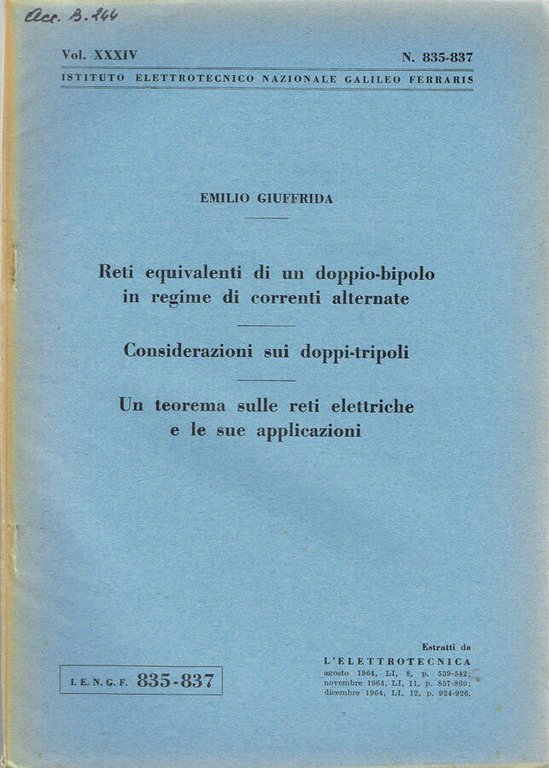 Acc. B. 244
Vol. XXXIV N. 835-837
ISTITUTO ELETTROTECNICO NAZIONALE GALILEO FERRARIS
EMILIO GIUFFRIDA
Reti equivalenti di un doppio-bipolo
in regime di correnti alternate
Considerazioni sui doppi-tripoli
Un teorema sulle reti elettriche
e le sue applicazioni
Estratti da
L'ELETTROTECNICA
agosto 1964, LI, 8, p. 539-542;
novembre 1964, LI, 11, p. 857-860;
dicembre 1964, LI, 12, p. 924-926.
I. E. N. G. F. 835-837